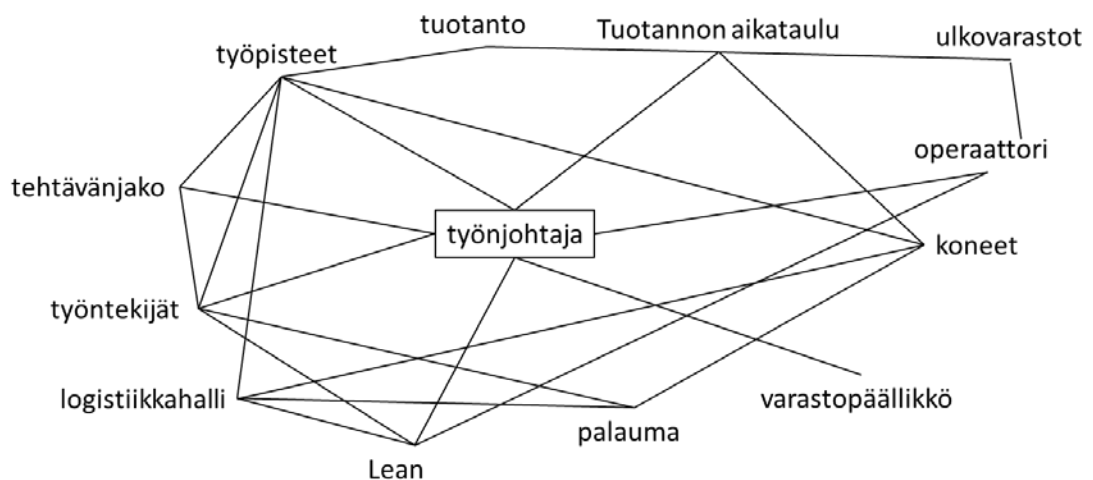 tuotanto
Tuotannon aikataulu
ulkovarastot
työpisteet
operaattori
tehtävänjako
työnjohtaja
koneet
työntekijät
logistiikkahalli
varastopäällikkö
palauma
Lean